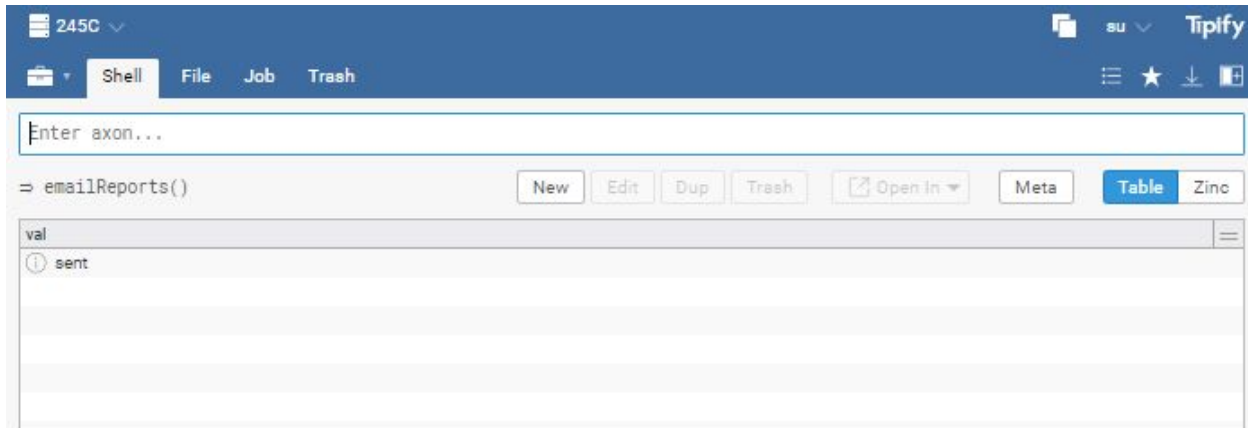 245C su Tipify
Shell File Job Trash
Enter axon...
⇒ emailReports() New Edit Dup Trash Open In Meta Table Zinc
val
sent